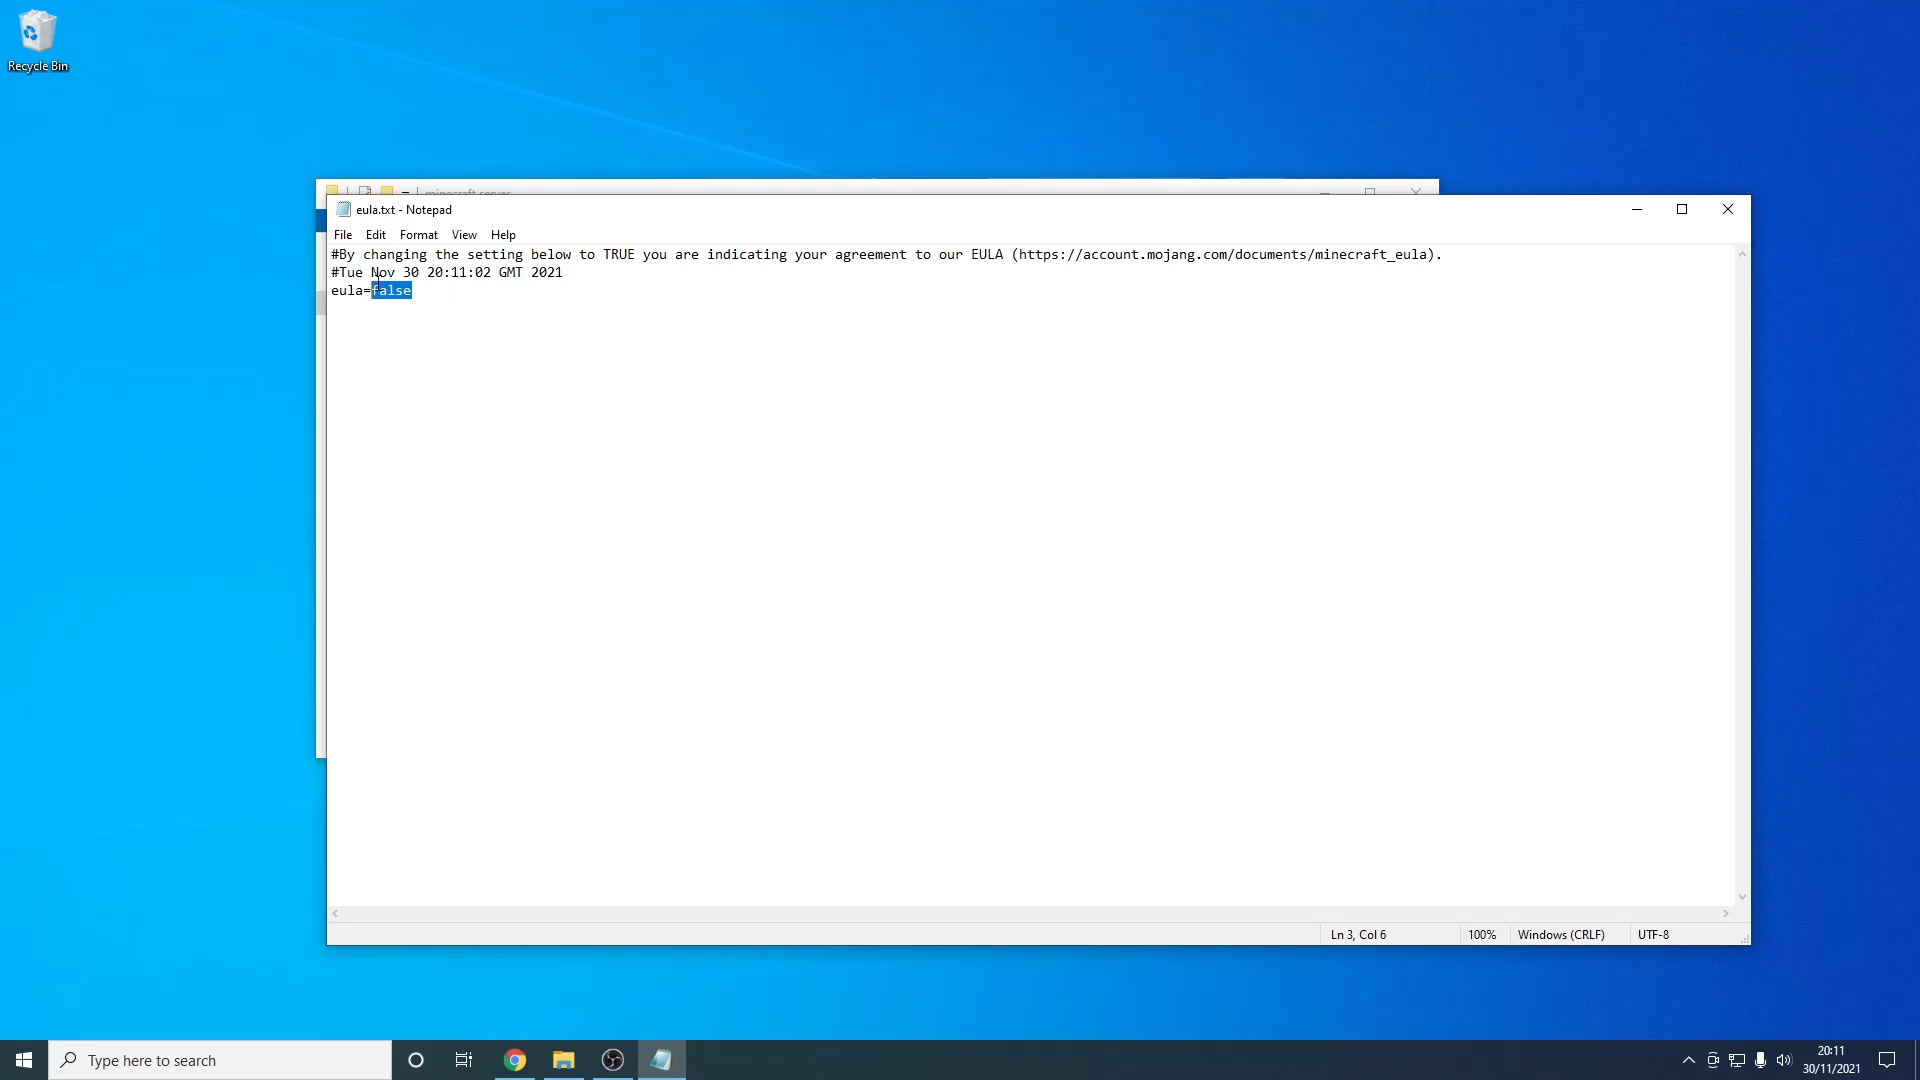 Recycle Bin
minecraft server
eula.txt - Notepad
File Edit Format View Help
#By changing the setting below to TRUE you are indicating your agreement to our EULA (https://account.mojang.com/documents/minecraft_eula).
#Tue Nov 30 20:11:02 GMT 2021
eula=false
Ln 3, Col 6 100% Windows (CRLF) UTF-8
Type here to search
20:11
30/11/2021